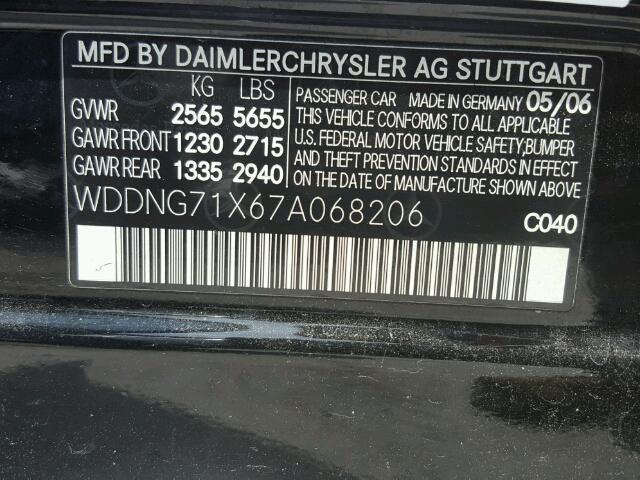 MFD BY DAIMLERCHRYSLER AG STUTTGART
KG LBS
GVWR 2565 5655
GAWR FRONT 1230 2715
GAWR REAR 1335 2940
PASSENGER CAR MADE IN GERMANY 05/06
THIS VEHICLE CONFORMS TO ALL APPLICABLE
U.S. FEDERAL MOTOR VEHICLE SAFETY;BUMPER
AND THEFT PREVENTION STANDARDS IN EFFECT
ON THE DATE OF MANUFACTURE SHOWN ABOVE
WDDNG71X67A068206
C040